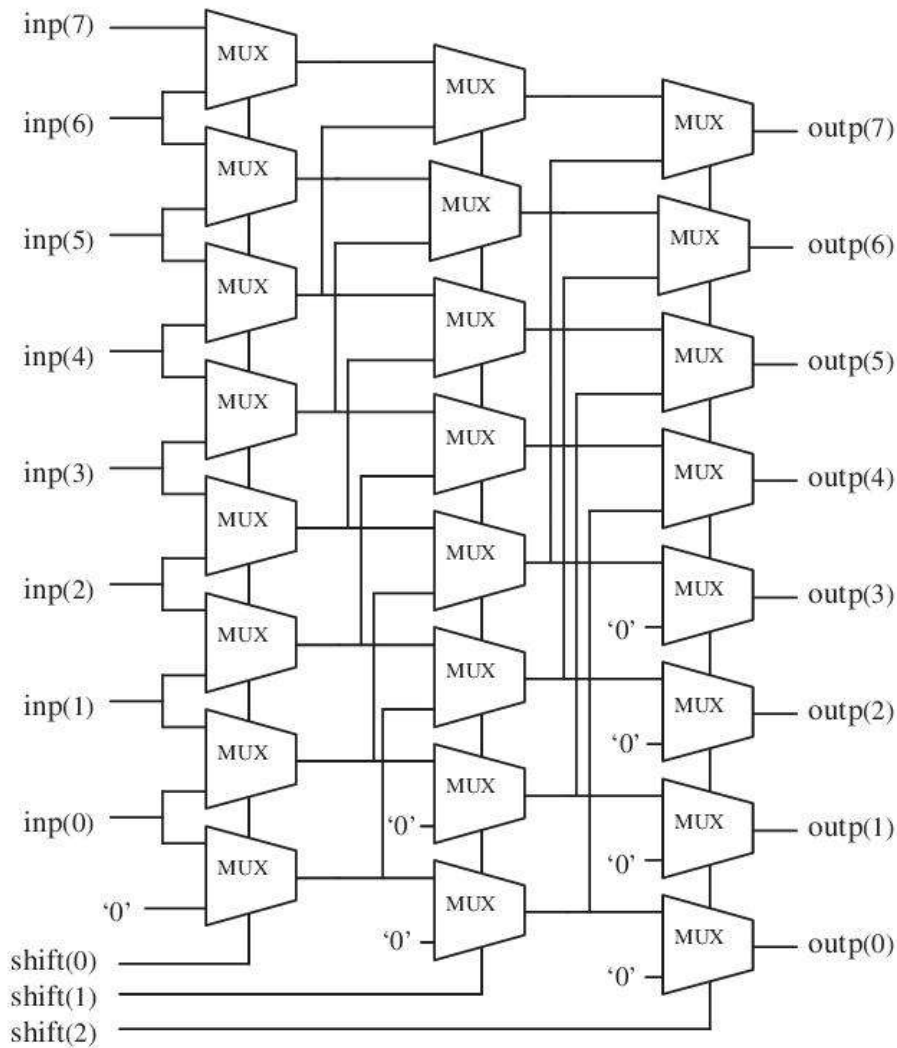 inp(7)
MUX
MUX
MUX
inp(6)
outp(7)
MUX
MUX
MUX
inp(5)
outp(6)
MUX
MUX
MUX
inp(4)
outp(5)
MUX
MUX
MUX
inp(3)
outp(4)
MUX
MUX
MUX
inp(2)
outp(3)
‘0’
MUX
MUX
MUX
inp(1)
outp(2)
‘0’
MUX
MUX
MUX
inp(0)
‘0’
outp(1)
‘0’
MUX
MUX
MUX
‘0’
‘0’
outp(0)
‘0’
shift(0)
shift(1)
shift(2)